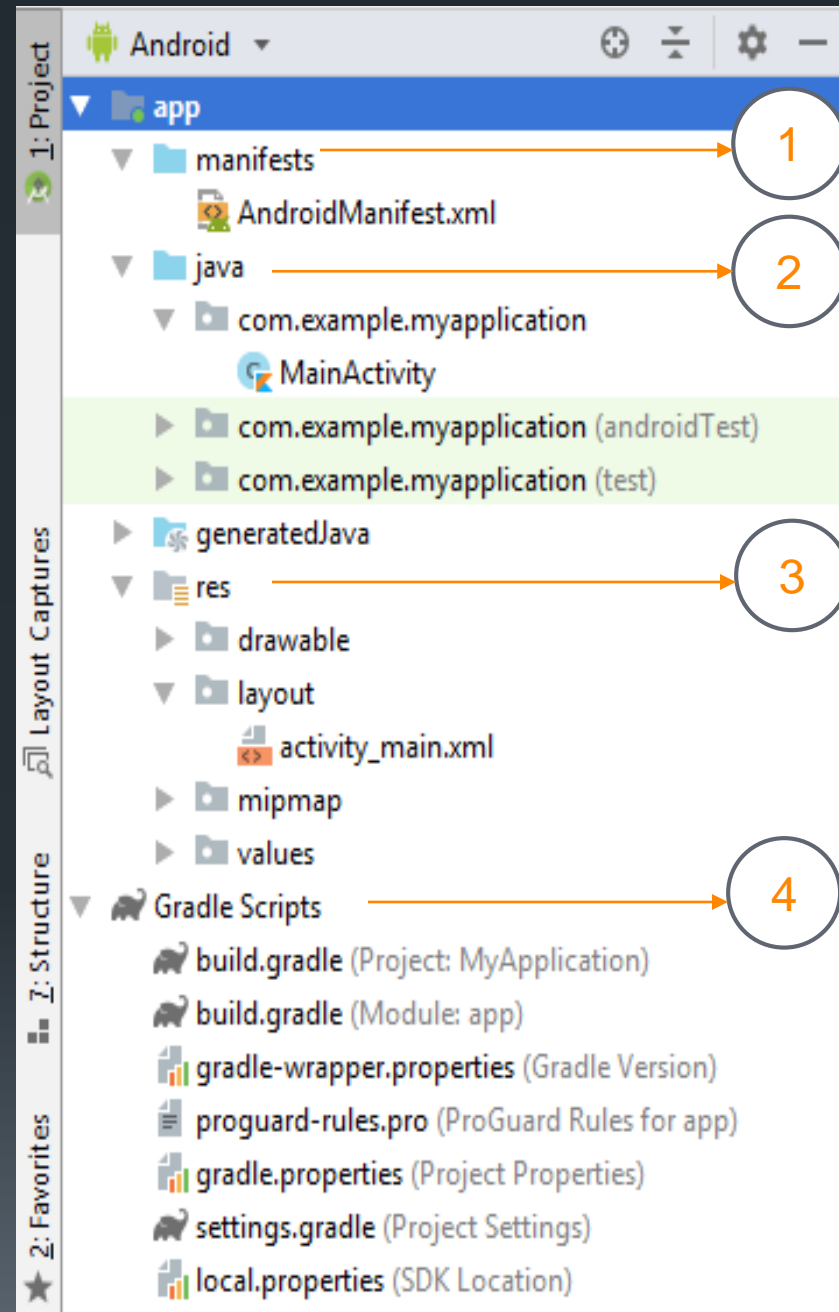 Android
1: Project
app
manifests
1
AndroidManifest.xml
java
2
com.example.myapplication
MainActivity
com.example.myapplication (androidTest)
com.example.myapplication (test)
generatedJava
res
3
drawable
Layout Captures
layout
activity_main.xml
mipmap
values
7: Structure
Gradle Scripts
4
build.gradle (Project: MyApplication)
build.gradle (Module: app)
gradle-wrapper.properties (Gradle Version)
proguard-rules.pro (ProGuard Rules for app)
2: Favorites
gradle.properties (Project Properties)
settings.gradle (Project Settings)
local.properties (SDK Location)